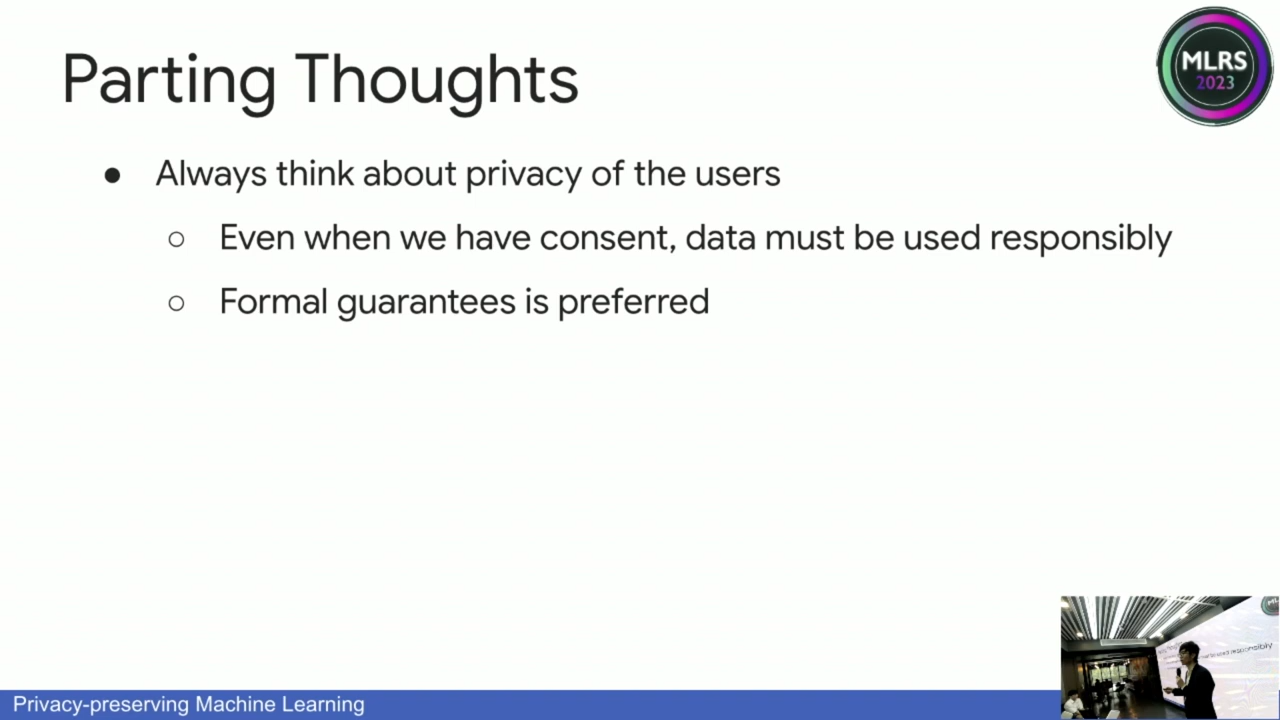 Parting Thoughts
MLRS
2023
● Always think about privacy of the users
○ Even when we have consent, data must be used responsibly
○ Formal guarantees is preferred
responsibly
Privacy-preserving Machine Learning